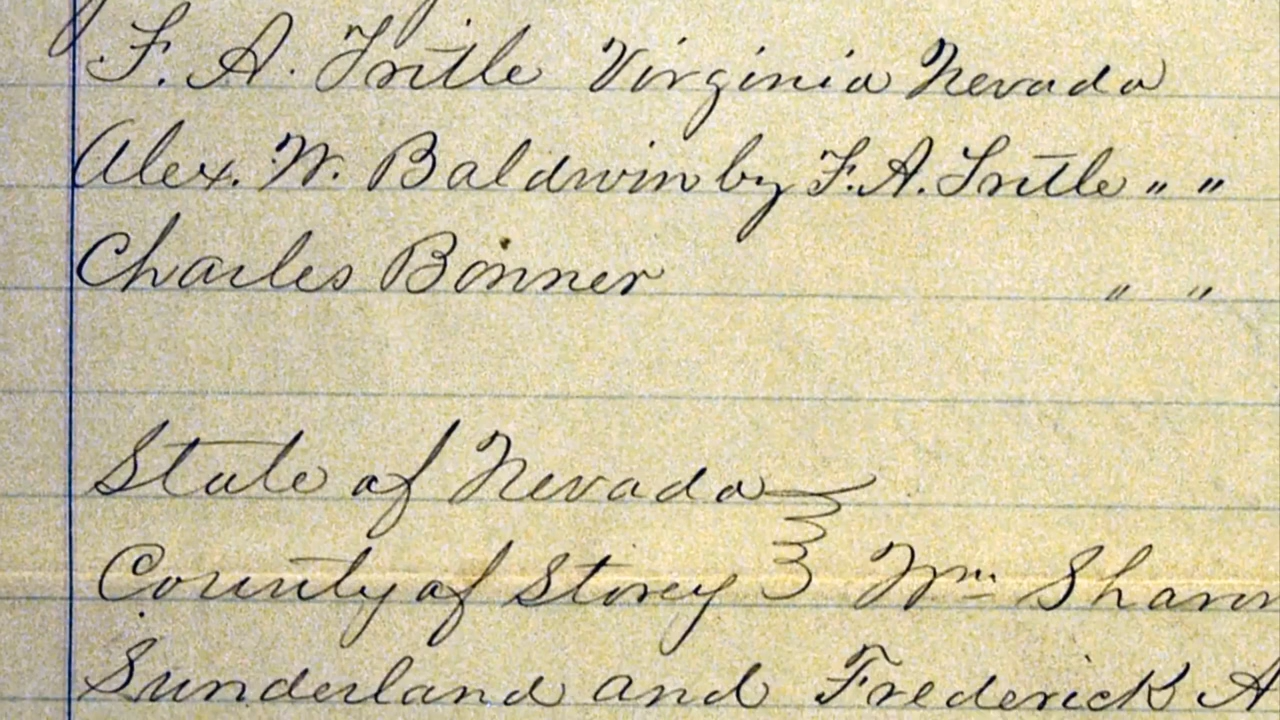 F. A. Tritle Virginia Nevada
Alex. W. Baldwin by F. A. Tritle " "
Charles Bonner " "
State of Nevada
County of Storey } Wm Sharon
Sunderland and Frederick A